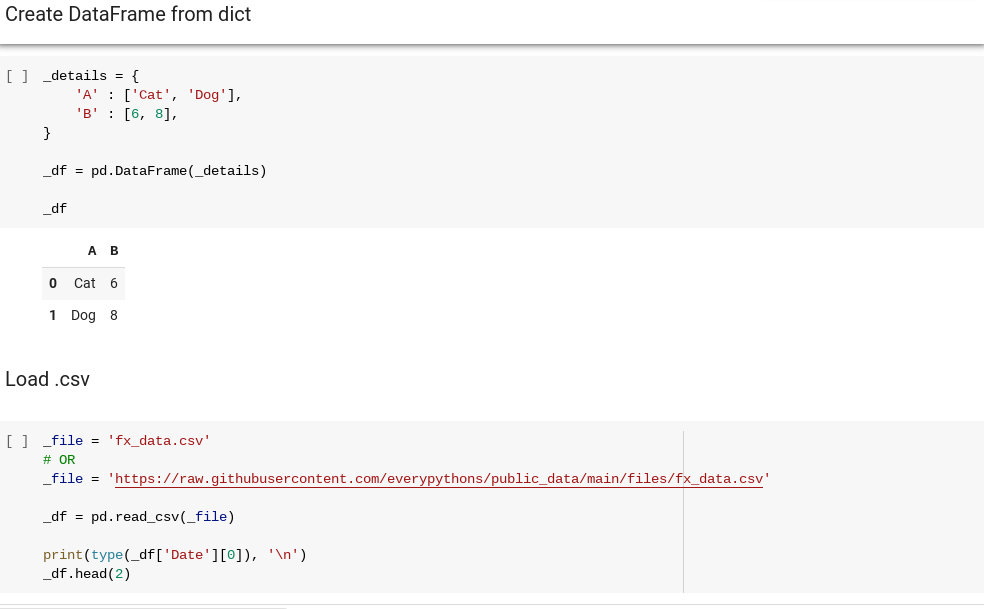 Create DataFrame from dict
[ ] _details = {
'A' : ['Cat', 'Dog'],
'B' : [6, 8],
}
_df = pd.DataFrame(_details)
_df
A B
0 Cat 6
1 Dog 8
Load .csv
[ ] _file = 'fx_data.csv'
# OR
_file = 'https://raw.githubusercontent.com/everypythons/public_data/main/files/fx_data.csv'
_df = pd.read_csv(_file)
print(type(_df['Date'][0]), '\n')
_df.head(2)